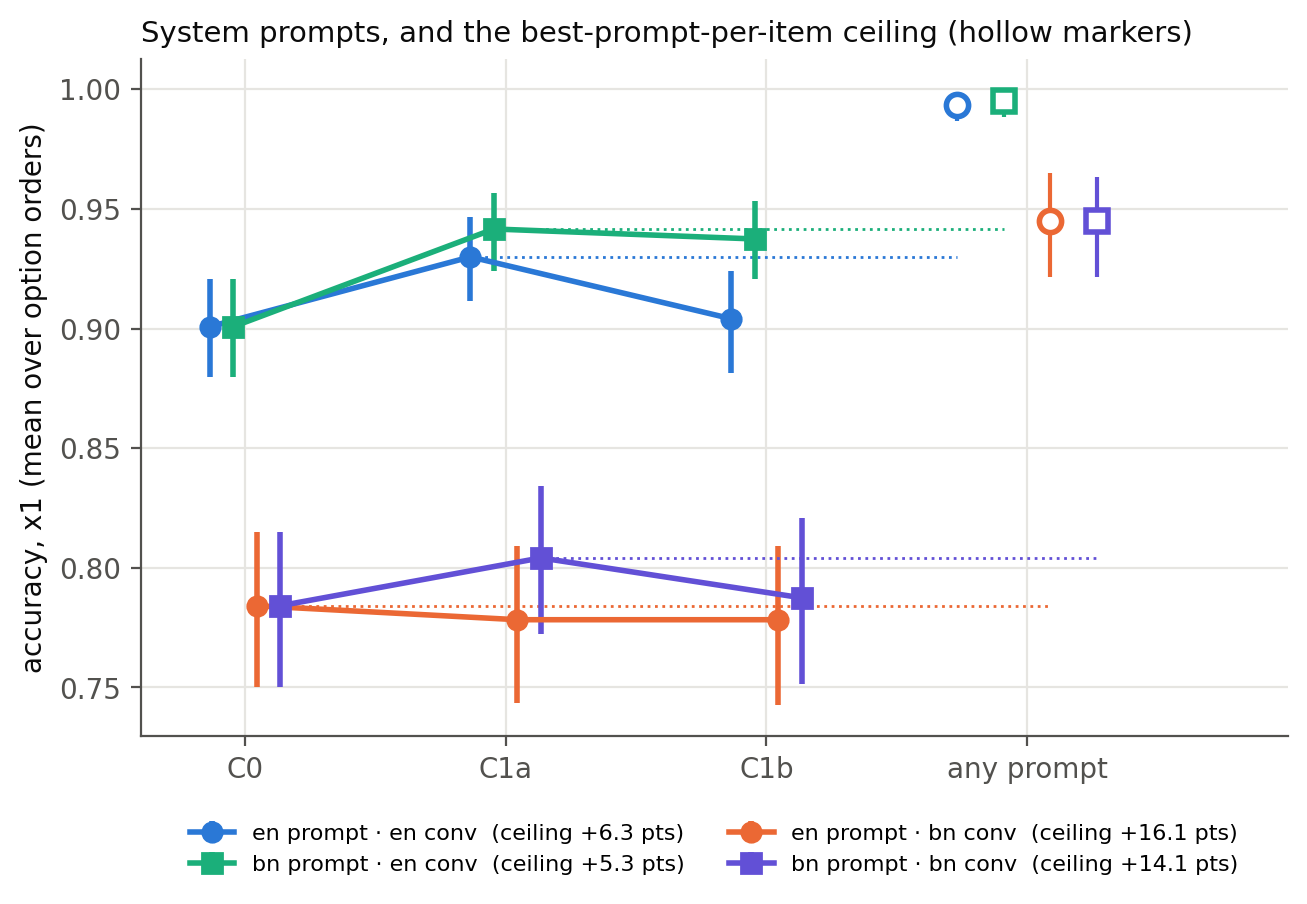 System prompts, and the best-prompt-per-item ceiling (hollow markers)
accuracy, x1 (mean over option orders)
1.00
0.95
0.90
0.85
0.80
0.75
C0 C1a C1b any prompt
en prompt · en conv (ceiling +6.3 pts) en prompt · bn conv (ceiling +16.1 pts)
bn prompt · en conv (ceiling +5.3 pts) bn prompt · bn conv (ceiling +14.1 pts)